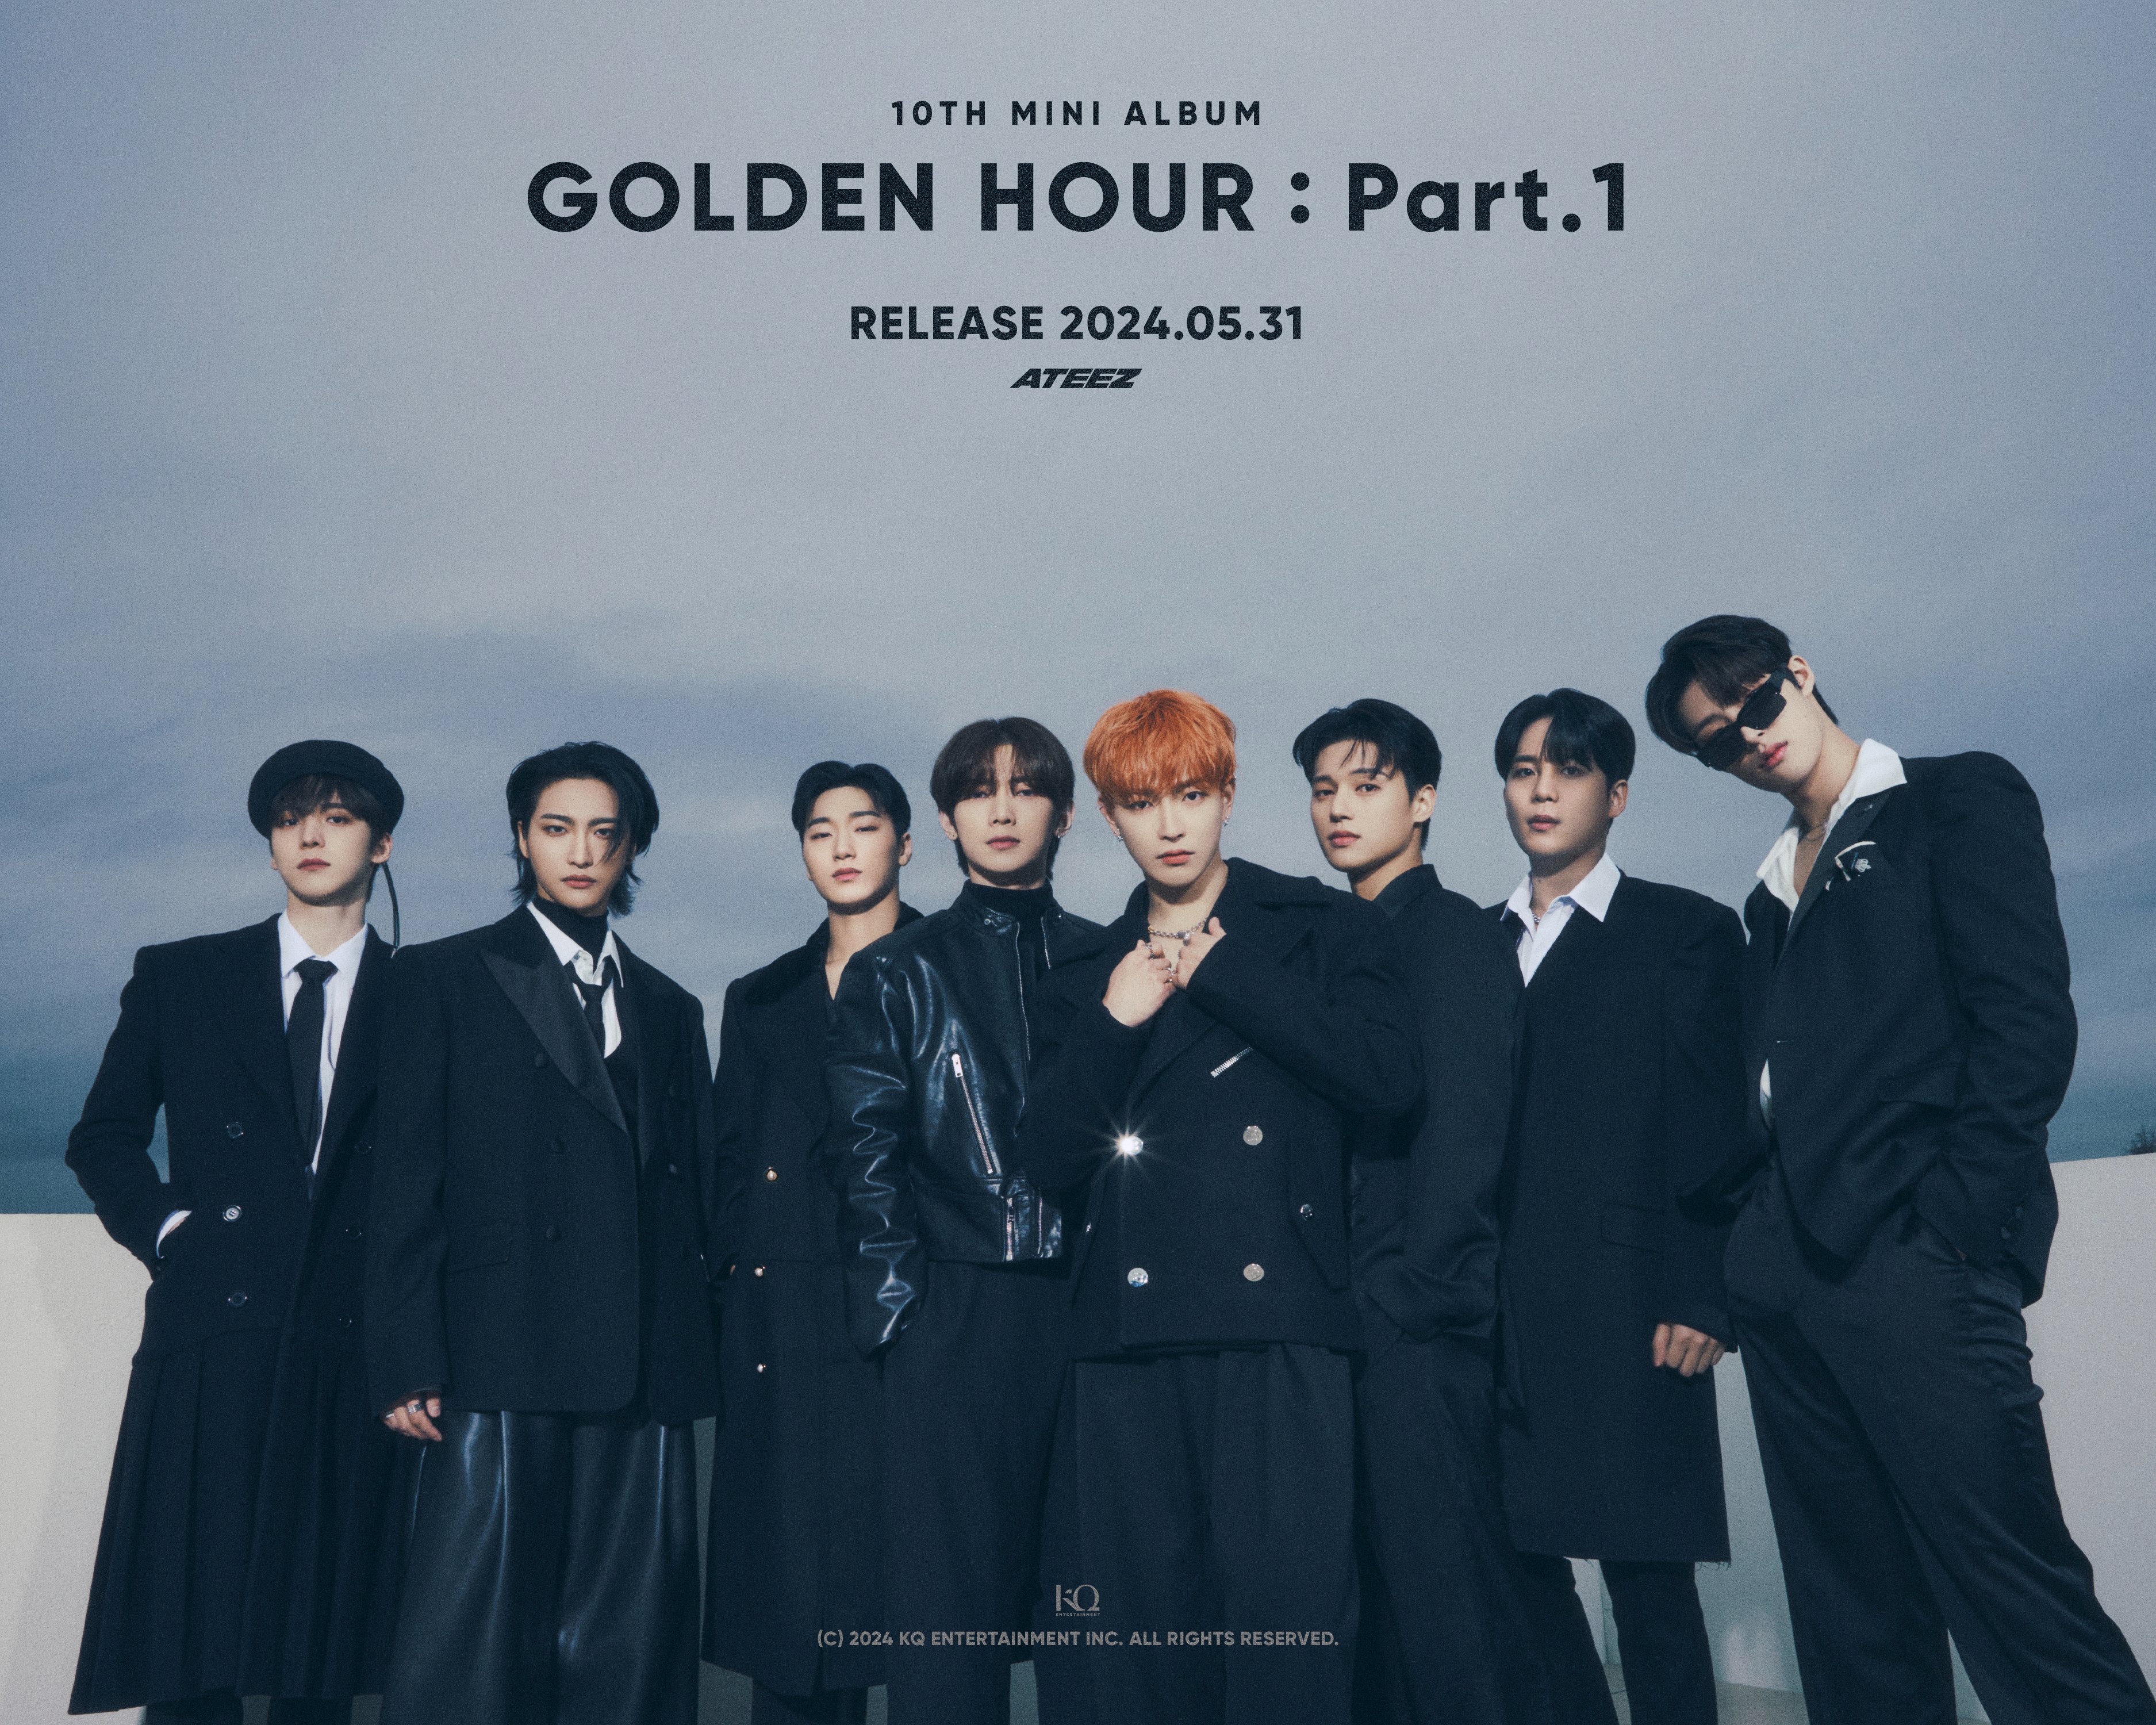 10TH MINI ALBUM
GOLDEN HOUR : Part.1
RELEASE 2024.05.31
ATEEZ
KQ
ENTERTAINMENT
(C) 2024 KQ ENTERTAINMENT INC. ALL RIGHTS RESERVED.